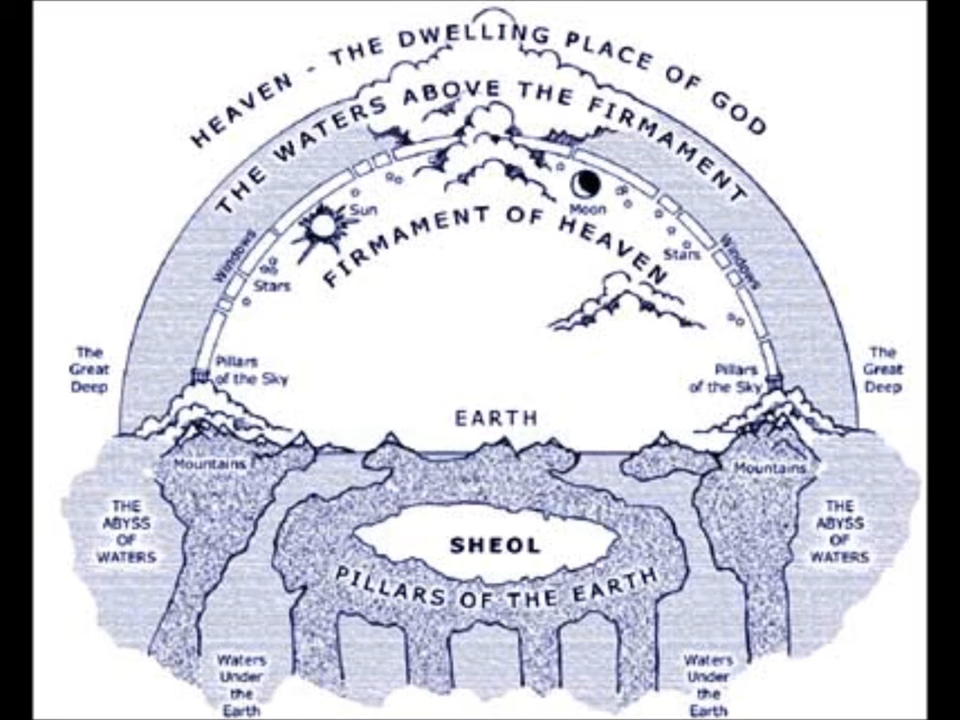 HEAVEN - THE DWELLING PLACE OF GOD
THE WATERS ABOVE THE FIRMAMENT
Sun
Moon
FIRMAMENT OF HEAVEN
Windows
Windows
Stars
Stars
The
Great
Deep
Pillars
of the Sky
Pillars
of the Sky
The
Great
Deep
EARTH
Mountains
Mountains
THE
ABYSS
OF
WATERS
SHEOL
THE
ABYSS
OF
WATERS
PILLARS OF THE EARTH
Waters
Under
the
Earth
Waters
Under
the
Earth